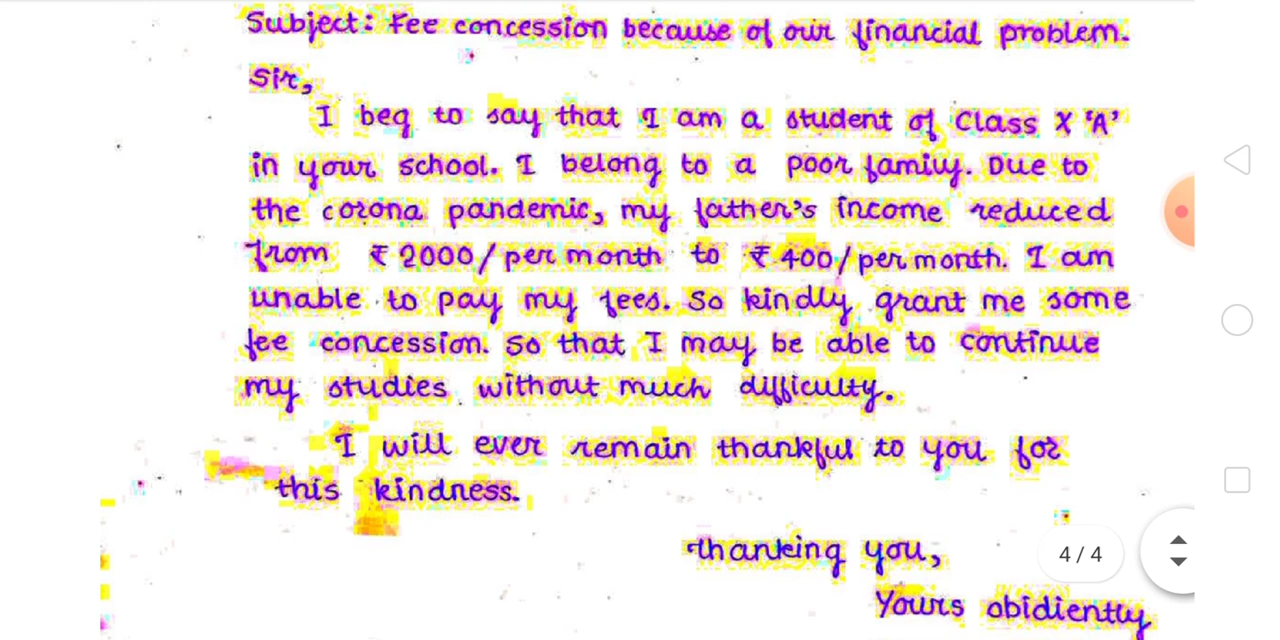 Subject: Fee concession because of our financial problem.
Sir,
I beg to say that I am a student of Class X 'A'
in your school. I belong to a poor family. Due to
the corona pandemic, my father's income reduced
from ₹ 2000/per month to ₹ 400/per month. I am
unable to pay my fees. So kindly grant me some
fee concession. So that I may be able to continue
my studies without much difficulty.
I will ever remain thankful to you for
this kindness.
Thanking you,
4 / 4
Yours obidiently